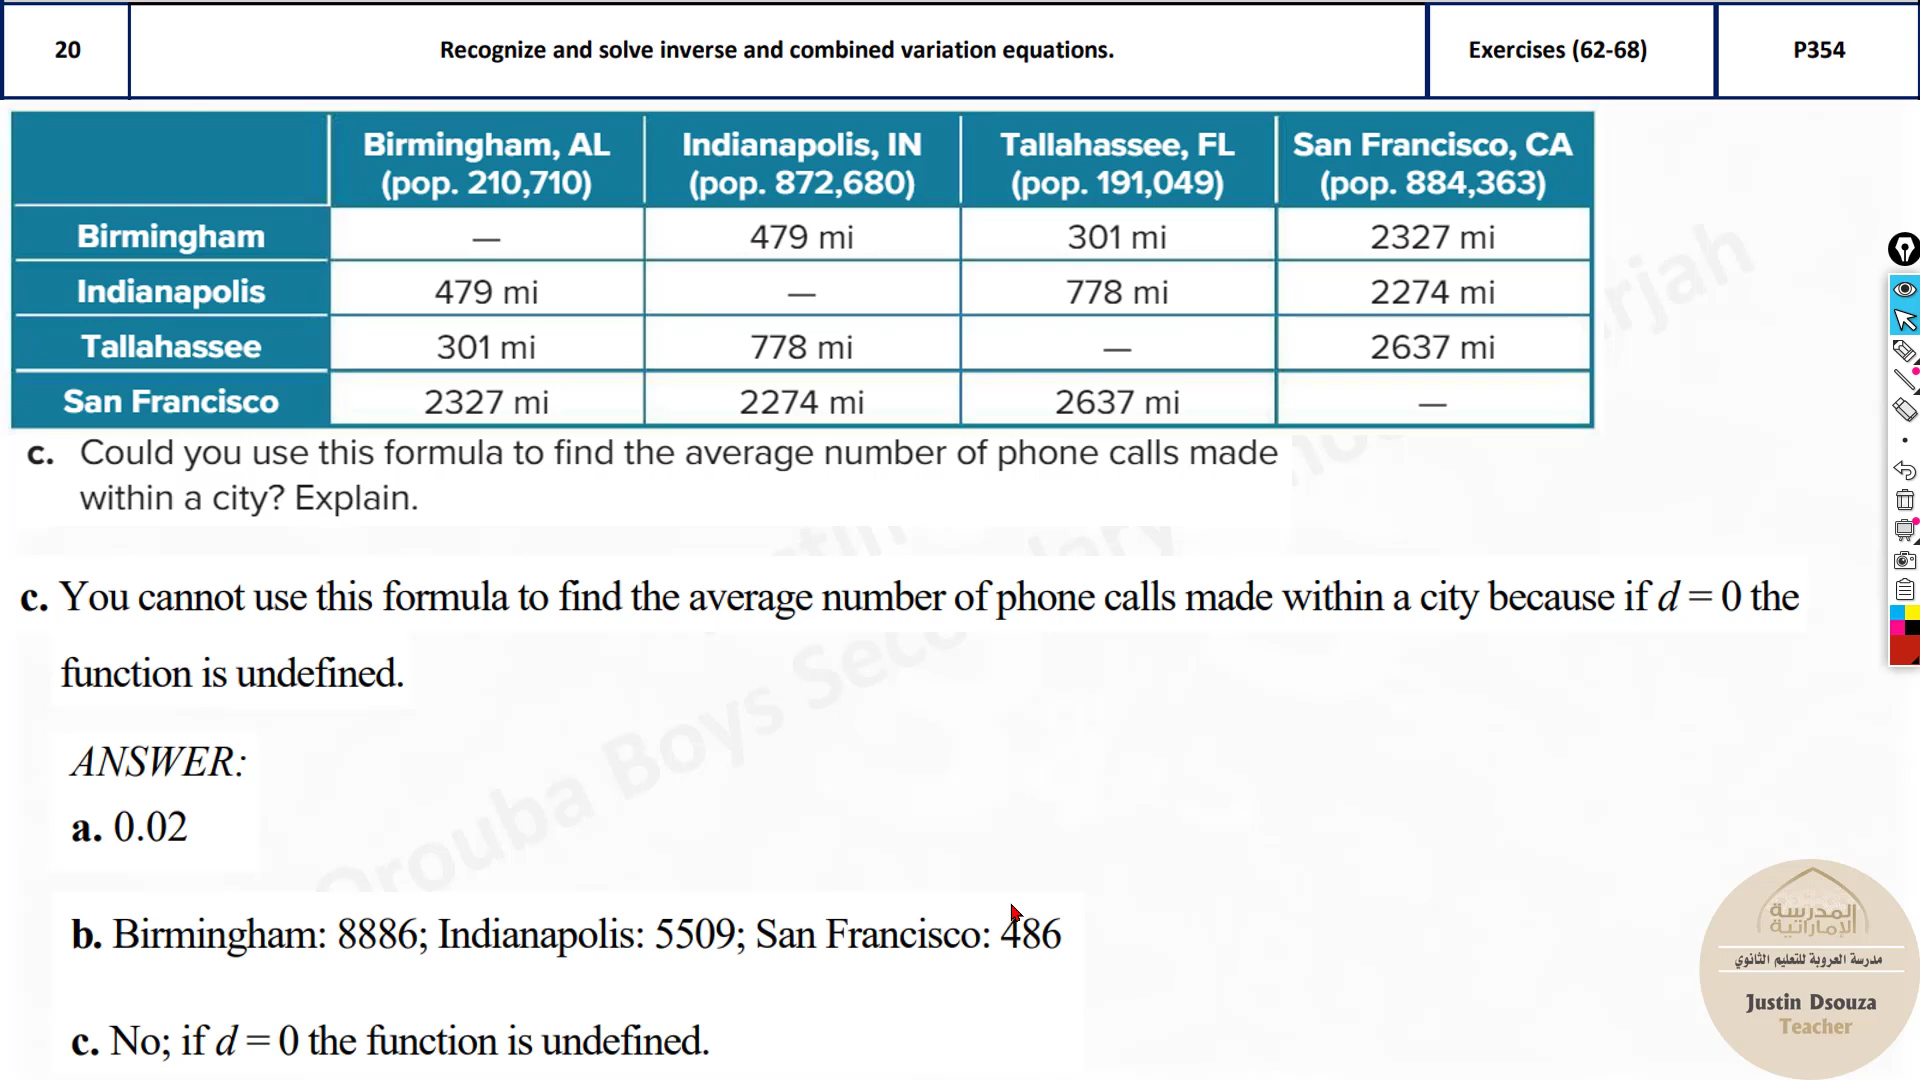 20 Recognize and solve inverse and combined variation equations. Exercises (62-68) P354
Birmingham, AL (pop. 210,710) Indianapolis, IN (pop. 872,680) Tallahassee, FL (pop. 191,049) San Francisco, CA (pop. 884,363)
Birmingham — 479 mi 301 mi 2327 mi
Indianapolis 479 mi — 778 mi 2274 mi
Tallahassee 301 mi 778 mi — 2637 mi
San Francisco 2327 mi 2274 mi 2637 mi —
c. Could you use this formula to find the average number of phone calls made
within a city? Explain.
c. You cannot use this formula to find the average number of phone calls made within a city because if d = 0 the
function is undefined.
ANSWER:
a. 0.02
b. Birmingham: 8886; Indianapolis: 5509; San Francisco: 486
c. No; if d = 0 the function is undefined.
Orouba Boys
المدرسة
الإماراتية
مدرسة العروبة للتعليم الثانوي
Justin Dsouza
Teacher